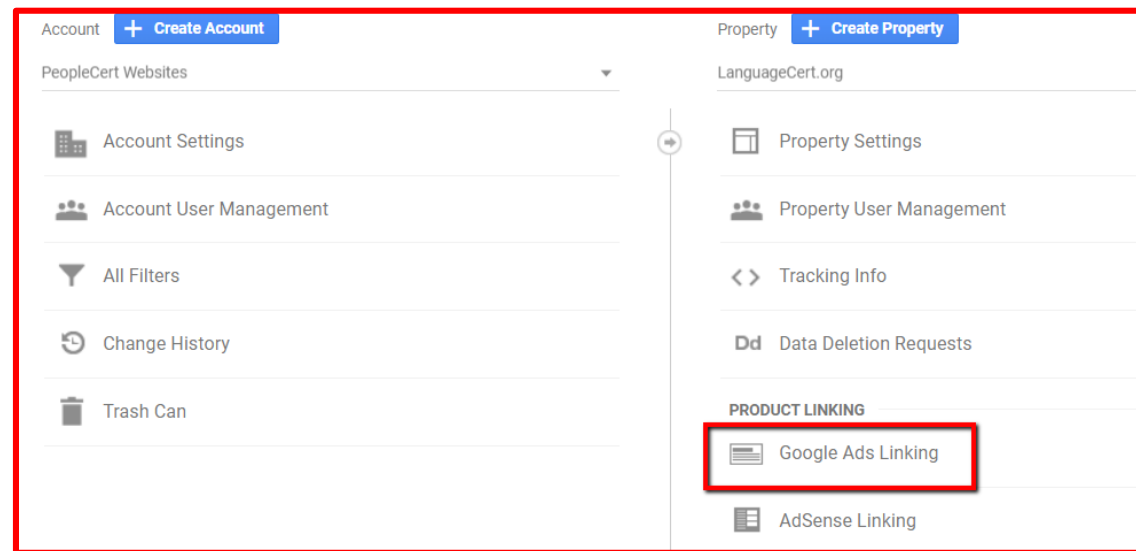 Account
Create Account
PeopleCert Websites
Account Settings
Account User Management
All Filters
Change History
Trash Can
Property
Create Property
LanguageCert.org
Property Settings
Property User Management
Tracking Info
Dd Data Deletion Requests
PRODUCT LINKING
Google Ads Linking
AdSense Linking